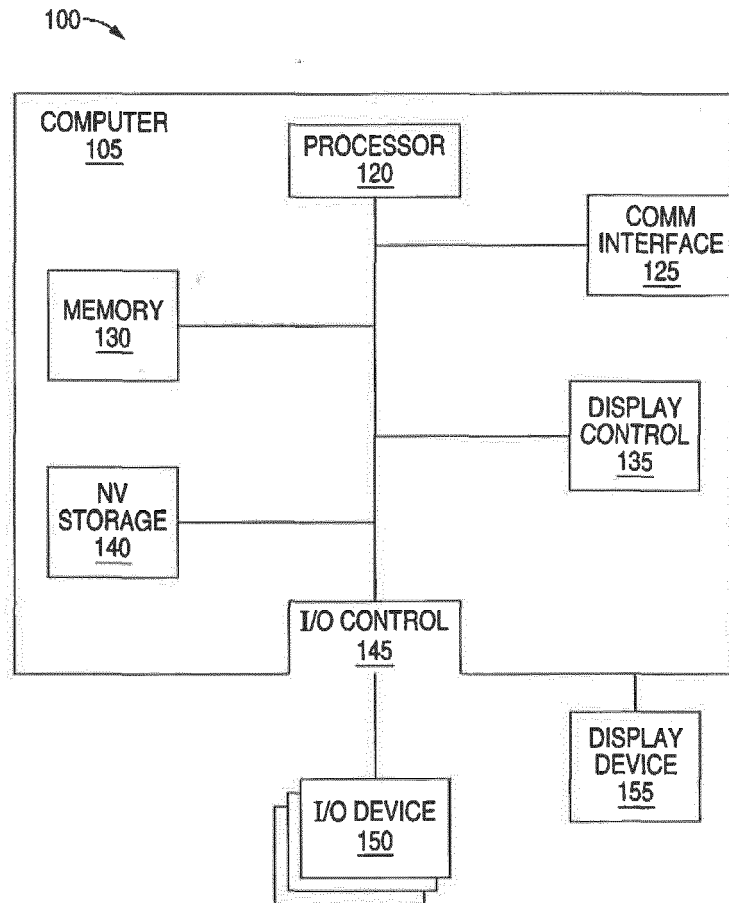 100
COMPUTER
105
PROCESSOR
120
COMM
INTERFACE
125
MEMORY
130
DISPLAY
CONTROL
135
NV
STORAGE
140
I/O CONTROL
145
DISPLAY
DEVICE
155
I/O DEVICE
150